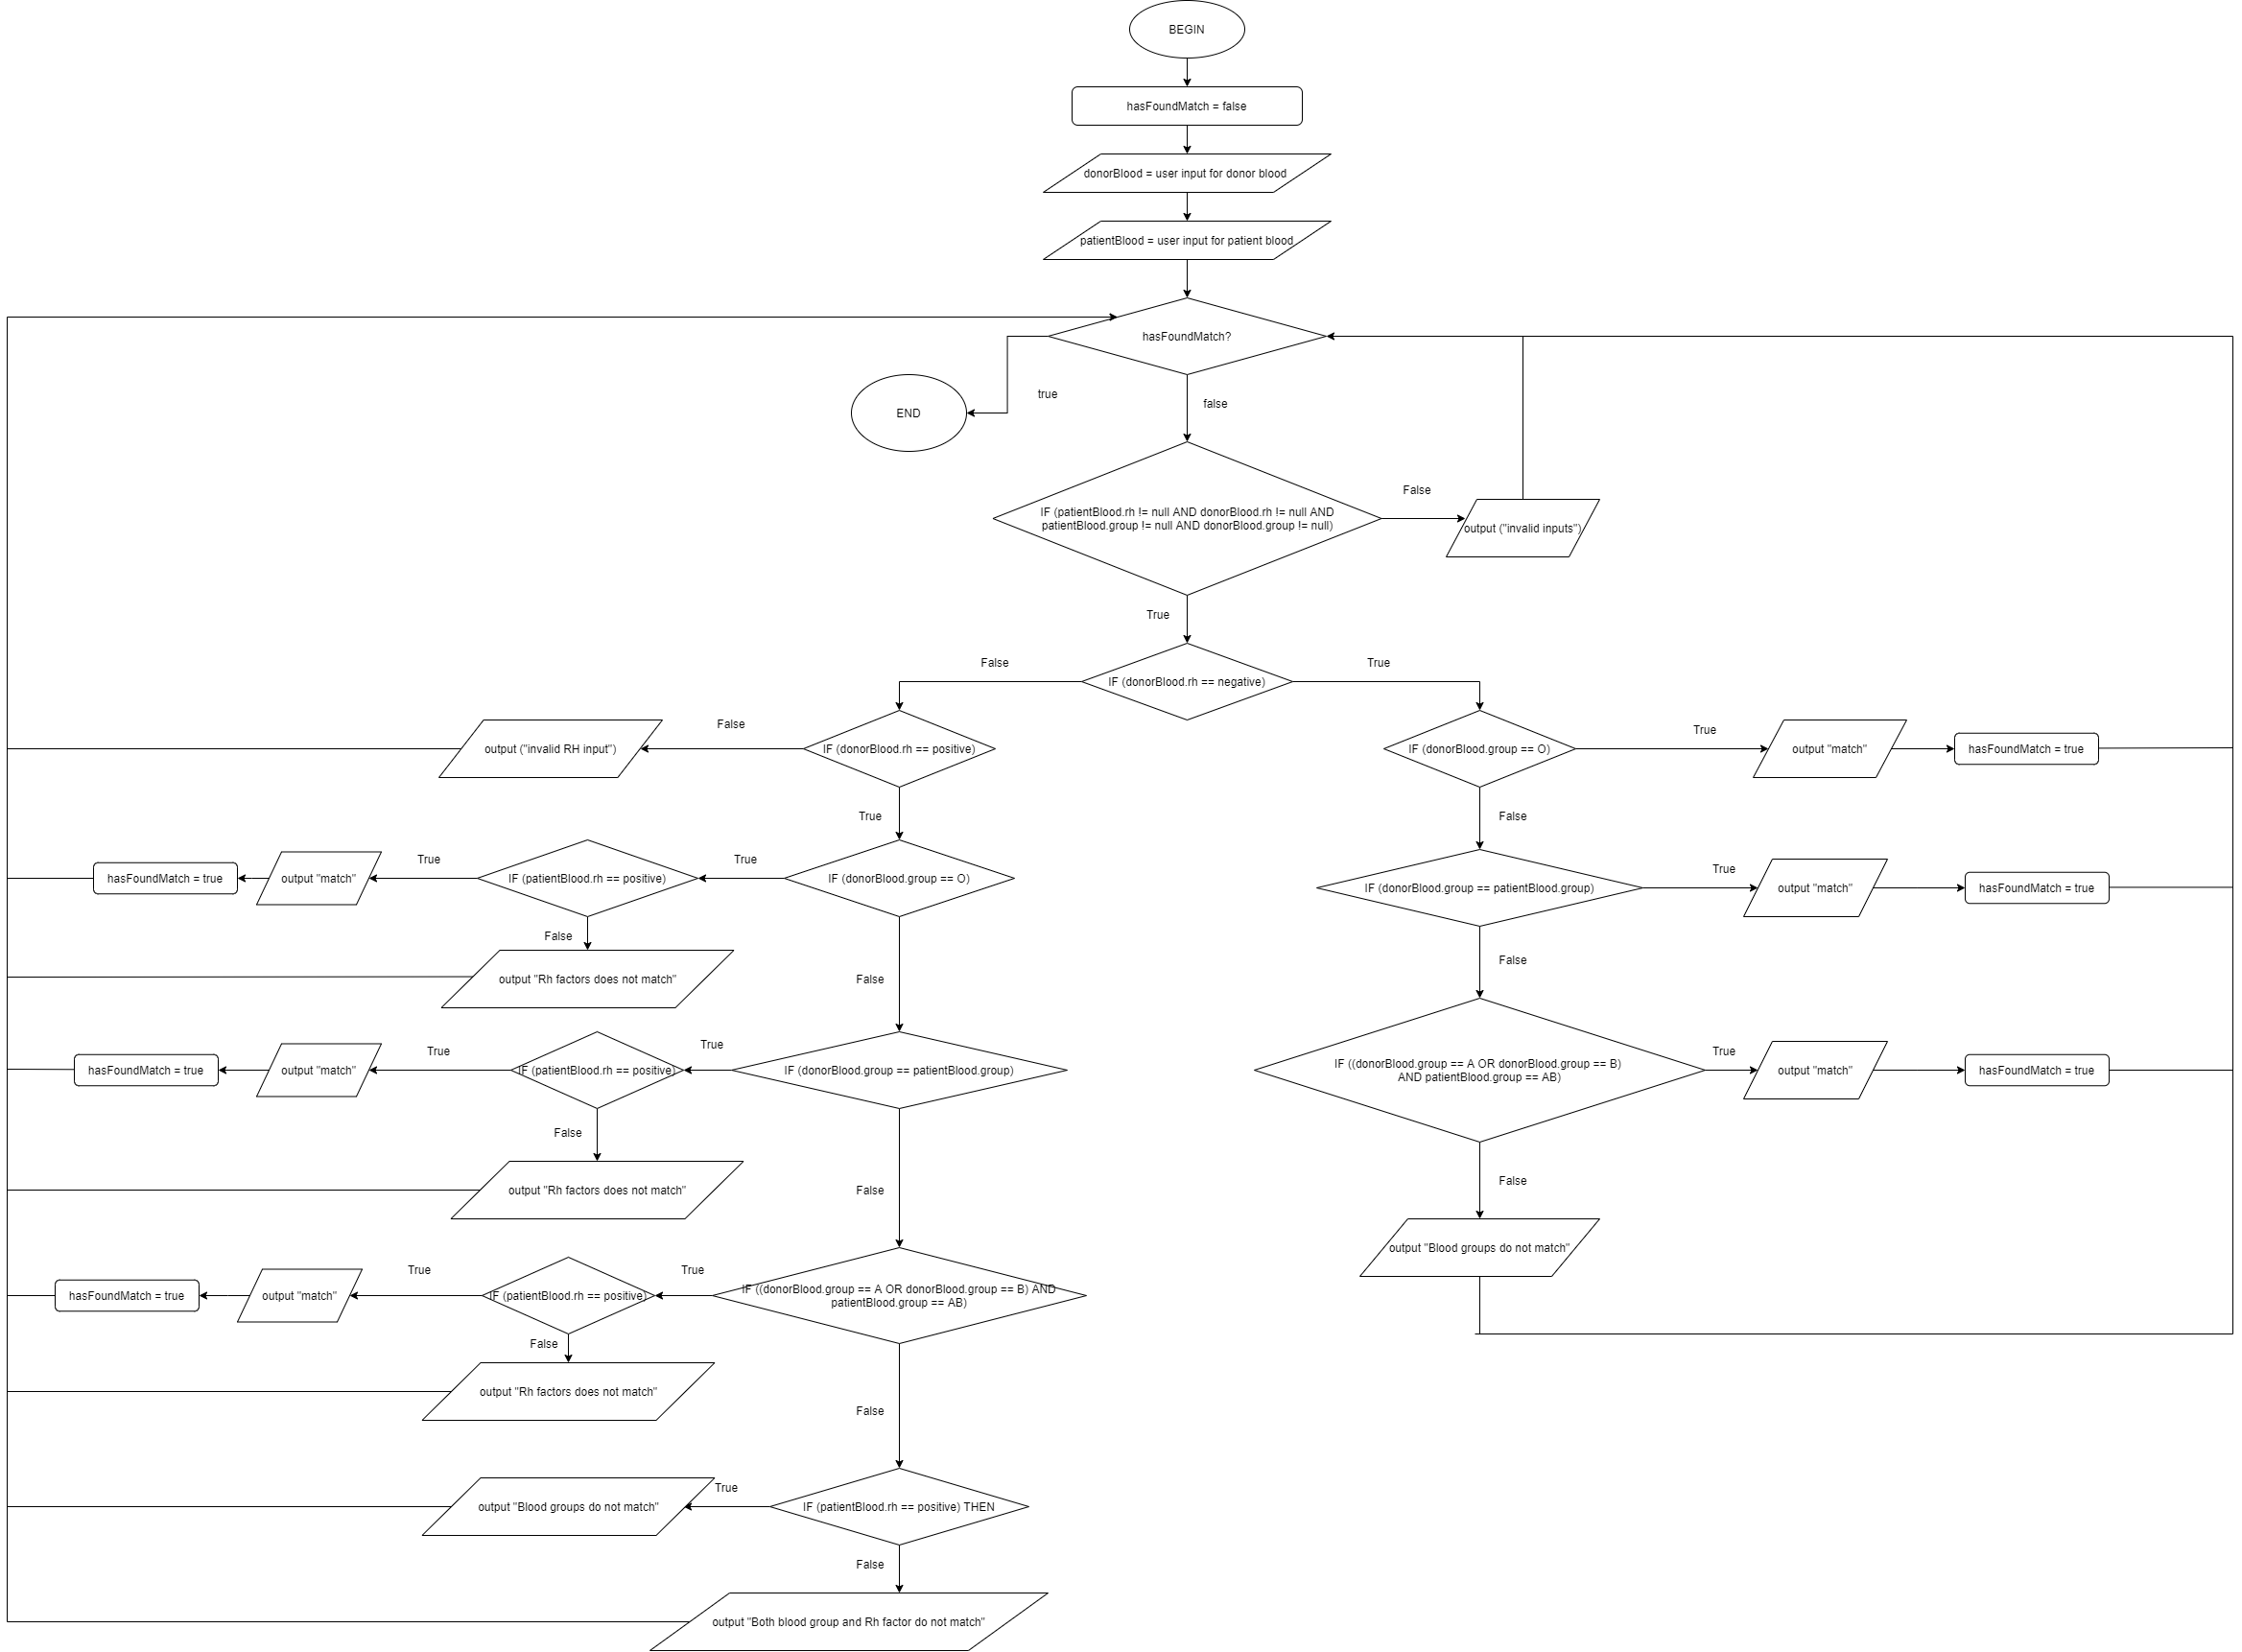 BEGIN
hasFoundMatch = false
donorBlood = user input for donor blood
patientBlood = user input for patient blood
hasFoundMatch?
true
false
END
IF (patientBlood.rh != null AND donorBlood.rh != null AND
patientBlood.group != null AND donorBlood.group != null)
False
output ("invalid inputs")
True
IF (donorBlood.rh == negative)
False
True
IF (donorBlood.rh == positive)
False
output ("invalid RH input")
True
IF (donorBlood.group == O)
True
IF (patientBlood.rh == positive)
True
output "match"
hasFoundMatch = true
False
output "Rh factors does not match"
False
IF (donorBlood.group == patientBlood.group)
True
IF (patientBlood.rh == positive)
True
output "match"
hasFoundMatch = true
False
output "Rh factors does not match"
False
IF ((donorBlood.group == A OR donorBlood.group == B) AND
patientBlood.group == AB)
True
IF (patientBlood.rh == positive)
True
output "match"
hasFoundMatch = true
False
output "Rh factors does not match"
False
IF (patientBlood.rh == positive) THEN
True
output "Blood groups do not match"
False
output "Both blood group and Rh factor do not match"
IF (donorBlood.group == O)
True
output "match"
hasFoundMatch = true
False
IF (donorBlood.group == patientBlood.group)
True
output "match"
hasFoundMatch = true
False
IF ((donorBlood.group == A OR donorBlood.group == B)
AND patientBlood.group == AB)
True
output "match"
hasFoundMatch = true
False
output "Blood groups do not match"